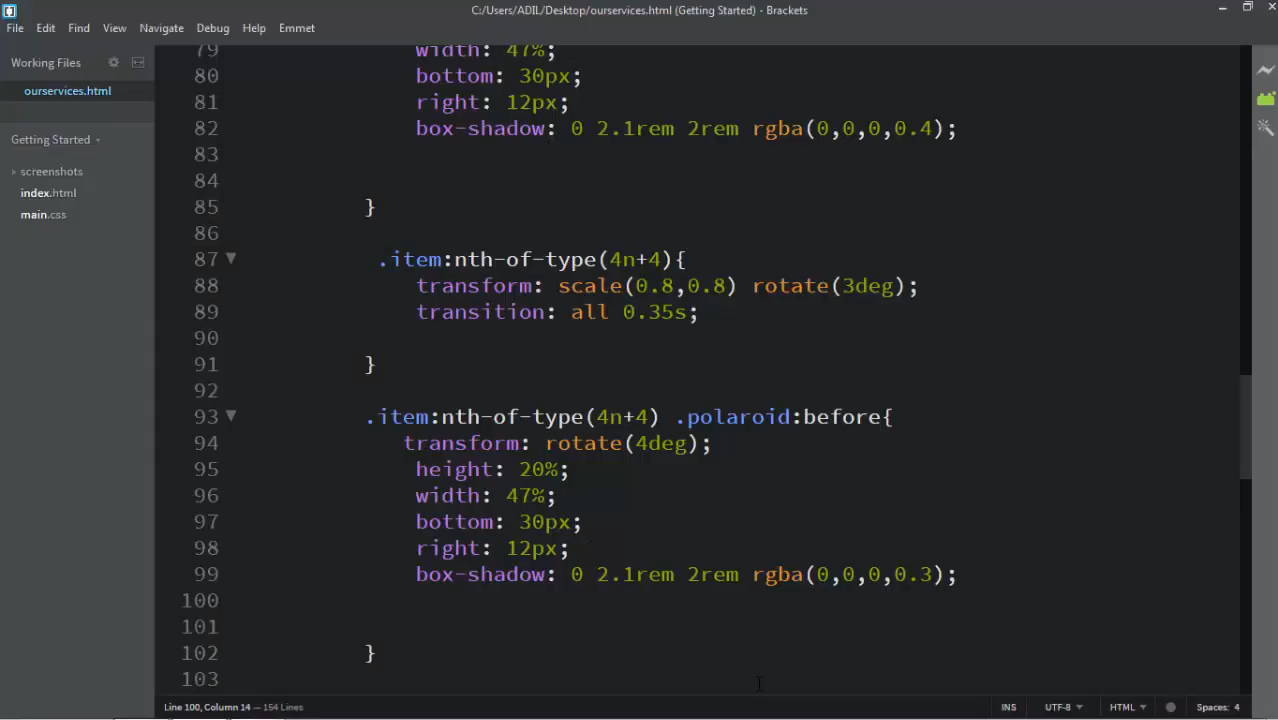 C:/Users/ADIL/Desktop/ourservices.html (Getting Started) - Brackets
File Edit Find View Navigate Debug Help Emmet
Working Files
ourservices.html
Getting Started
screenshots
index.html
main.css
79 width: 47%;
80 bottom: 30px;
81 right: 12px;
82 box-shadow: 0 2.1rem 2rem rgba(0,0,0,0.4);
83
84
85 }
86
87 .item:nth-of-type(4n+4){
88 transform: scale(0.8,0.8) rotate(3deg);
89 transition: all 0.35s;
90
91 }
92
93 .item:nth-of-type(4n+4) .polaroid:before{
94 transform: rotate(4deg);
95 height: 20%;
96 width: 47%;
97 bottom: 30px;
98 right: 12px;
99 box-shadow: 0 2.1rem 2rem rgba(0,0,0,0.3);
100
101
102 }
103
Line 100, Column 14 — 154 Lines
INS UTF-8 HTML Spaces: 4